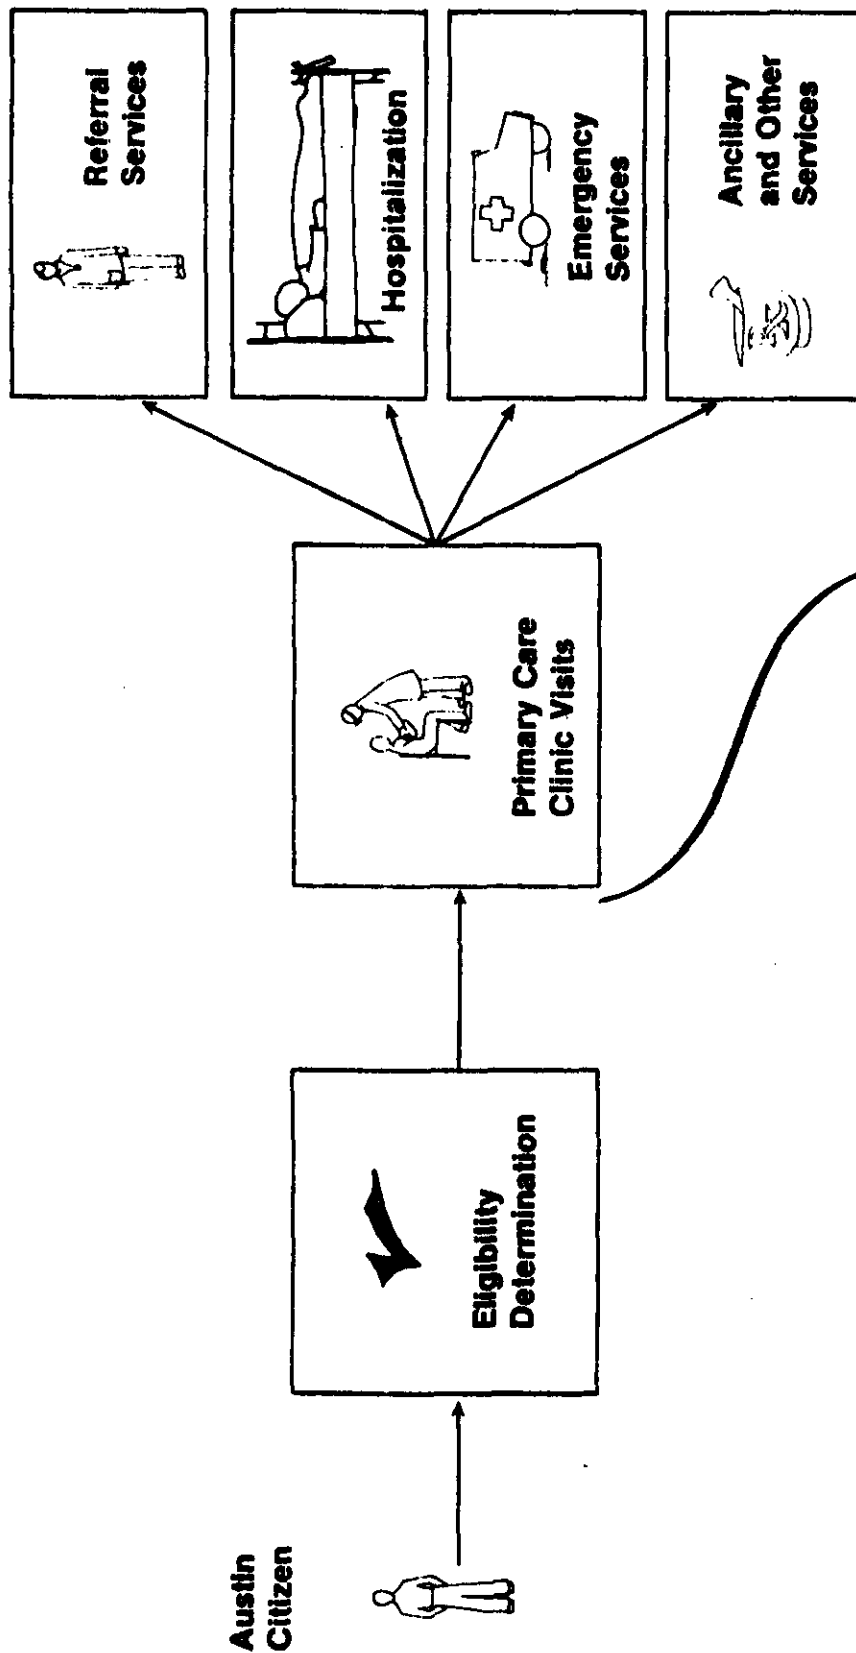 Austin
Citizen
Eligibility
Determination
Primary Care
Clinic Visits
Referral
Services
Hospitalization
Emergency
Services
Ancillary
and Other
Services